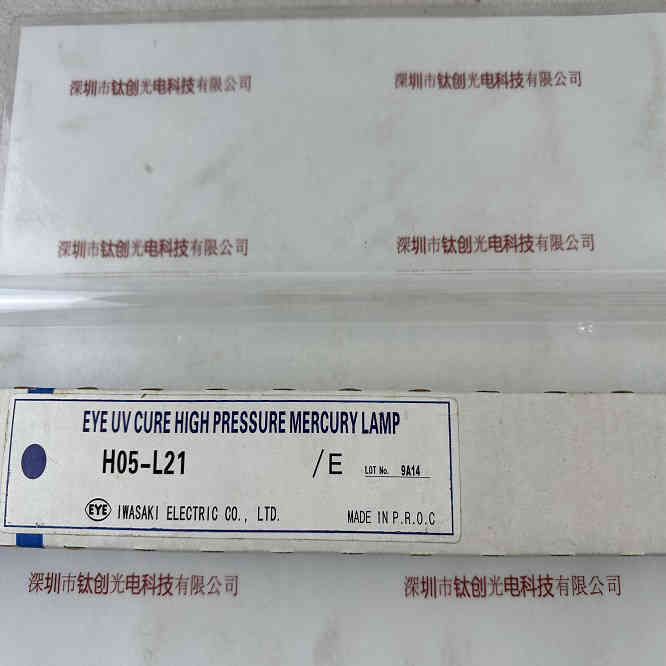 深圳市钛创光电科技有限公司 深圳市钛创光电科技有限公司
深圳市钛创光电科技有限公司 深圳市钛创光电科技有限公司
EYE UV CURE HIGH PRESSURE MERCURY LAMP
H05-L21 /E LOT No. 9A14
EYE IWASAKI ELECTRIC CO., LTD. MADE IN P.R.O.C
深圳市钛创光电科技有限公司 深圳市钛创光电科技有限公司